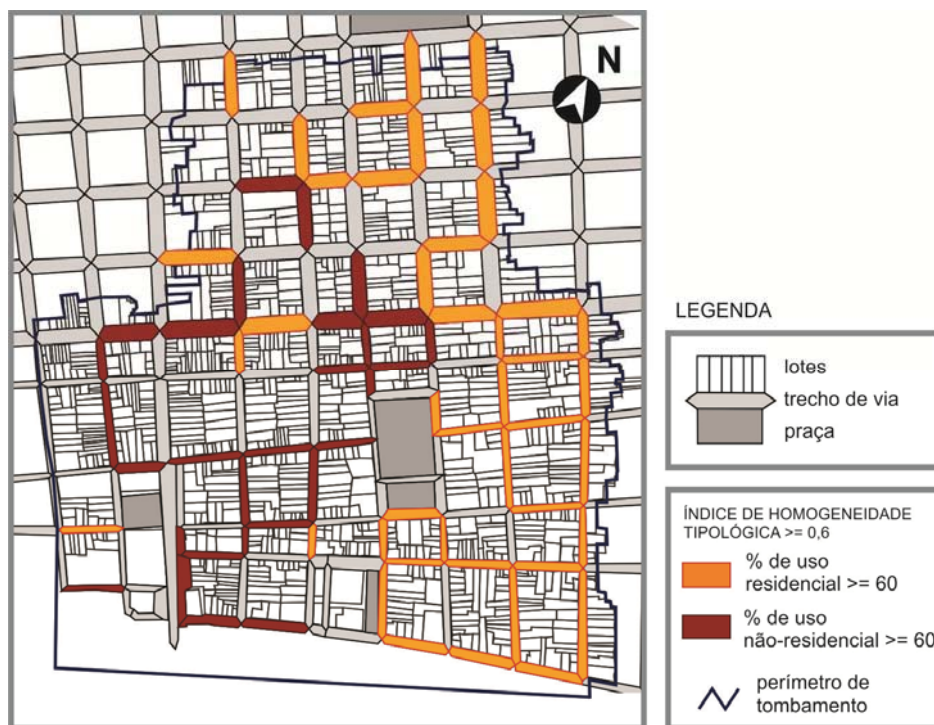 N
LEGENDA
lotes
trecho de via
praça
ÍNDICE DE HOMOGENEIDADE
TIPOLÓGICA >= 0,6
% de uso
residencial >= 60
% de uso
não-residencial >= 60
perímetro de
tombamento